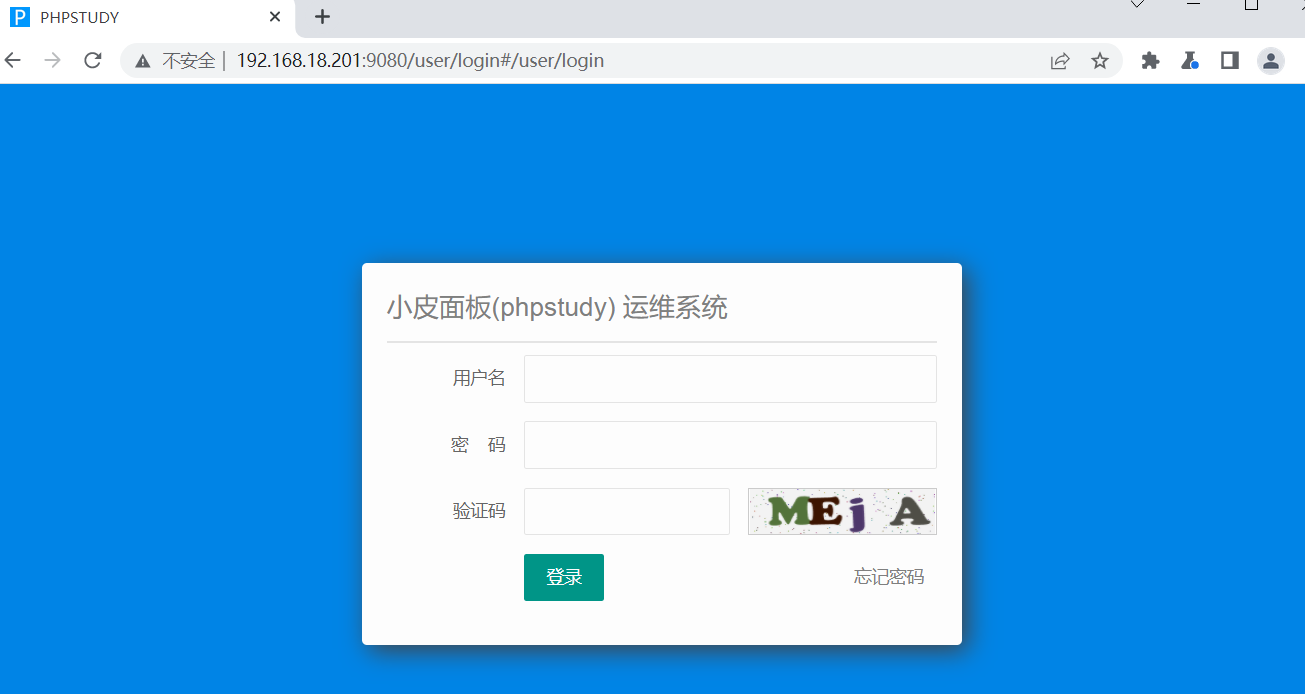 P PHPSTUDY
不安全 | 192.168.18.201:9080/user/login#/user/login
小皮面板(phpstudy) 运维系统
用户名
密 码
验证码 MEj A
登录 忘记密码